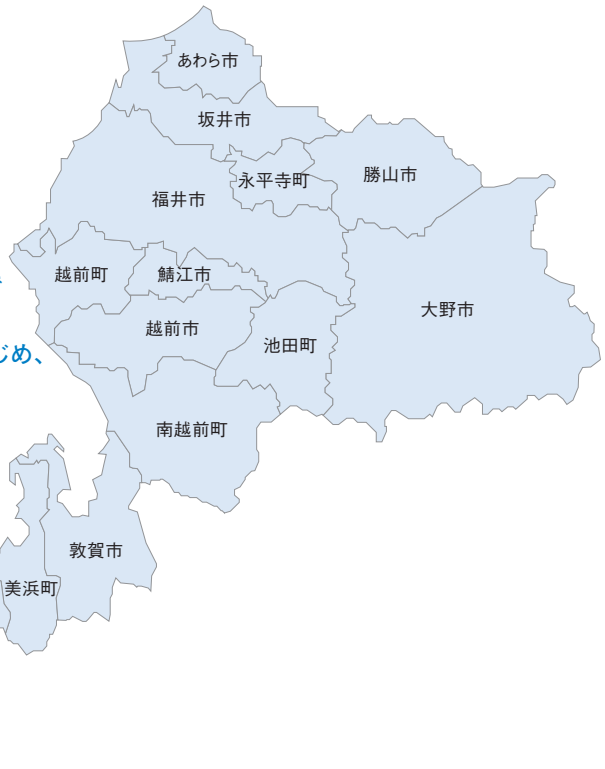 あわら市
坂井市
永平寺町
勝山市
福井市
越前町
鯖江市
大野市
越前市
池田町
じめ、
南越前町
敦賀市
美浜町